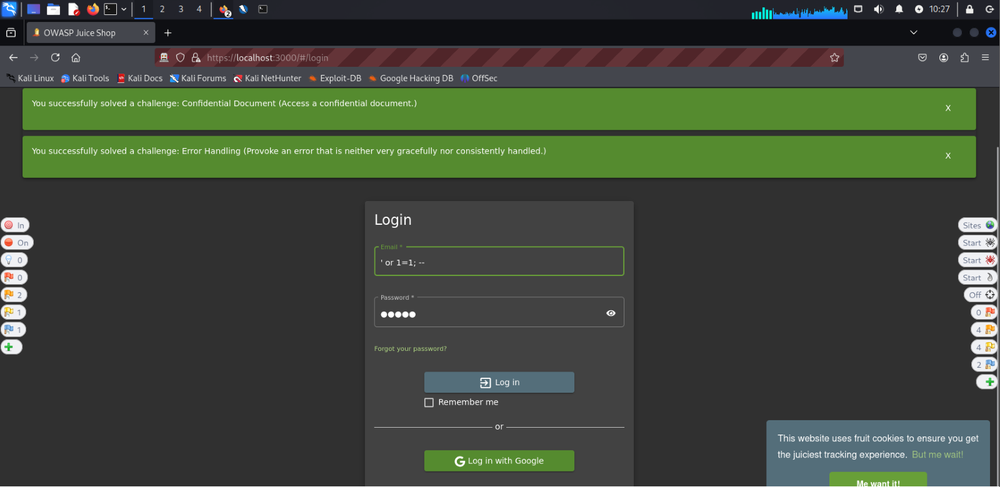 1 2 3 4 2 10:27
OWASP Juice Shop
https://localhost:3000/#/login
Kali Linux Kali Tools Kali Docs Kali Forums Kali NetHunter Exploit-DB Google Hacking DB OffSec
You successfully solved a challenge: Confidential Document (Access a confidential document.) X
You successfully solved a challenge: Error Handling (Provoke an error that is neither very gracefully nor consistently handled.) X
Login
In
Sites
On
Start
Email *
' or 1=1; --
0
Start
0
Start
2
Off
Password *
1
0
Forgot your password?
1
4
4
2
Log in
Remember me
or
Log in with Google
This website uses fruit cookies to ensure you get
the juiciest tracking experience. But me wait!
Me want it!